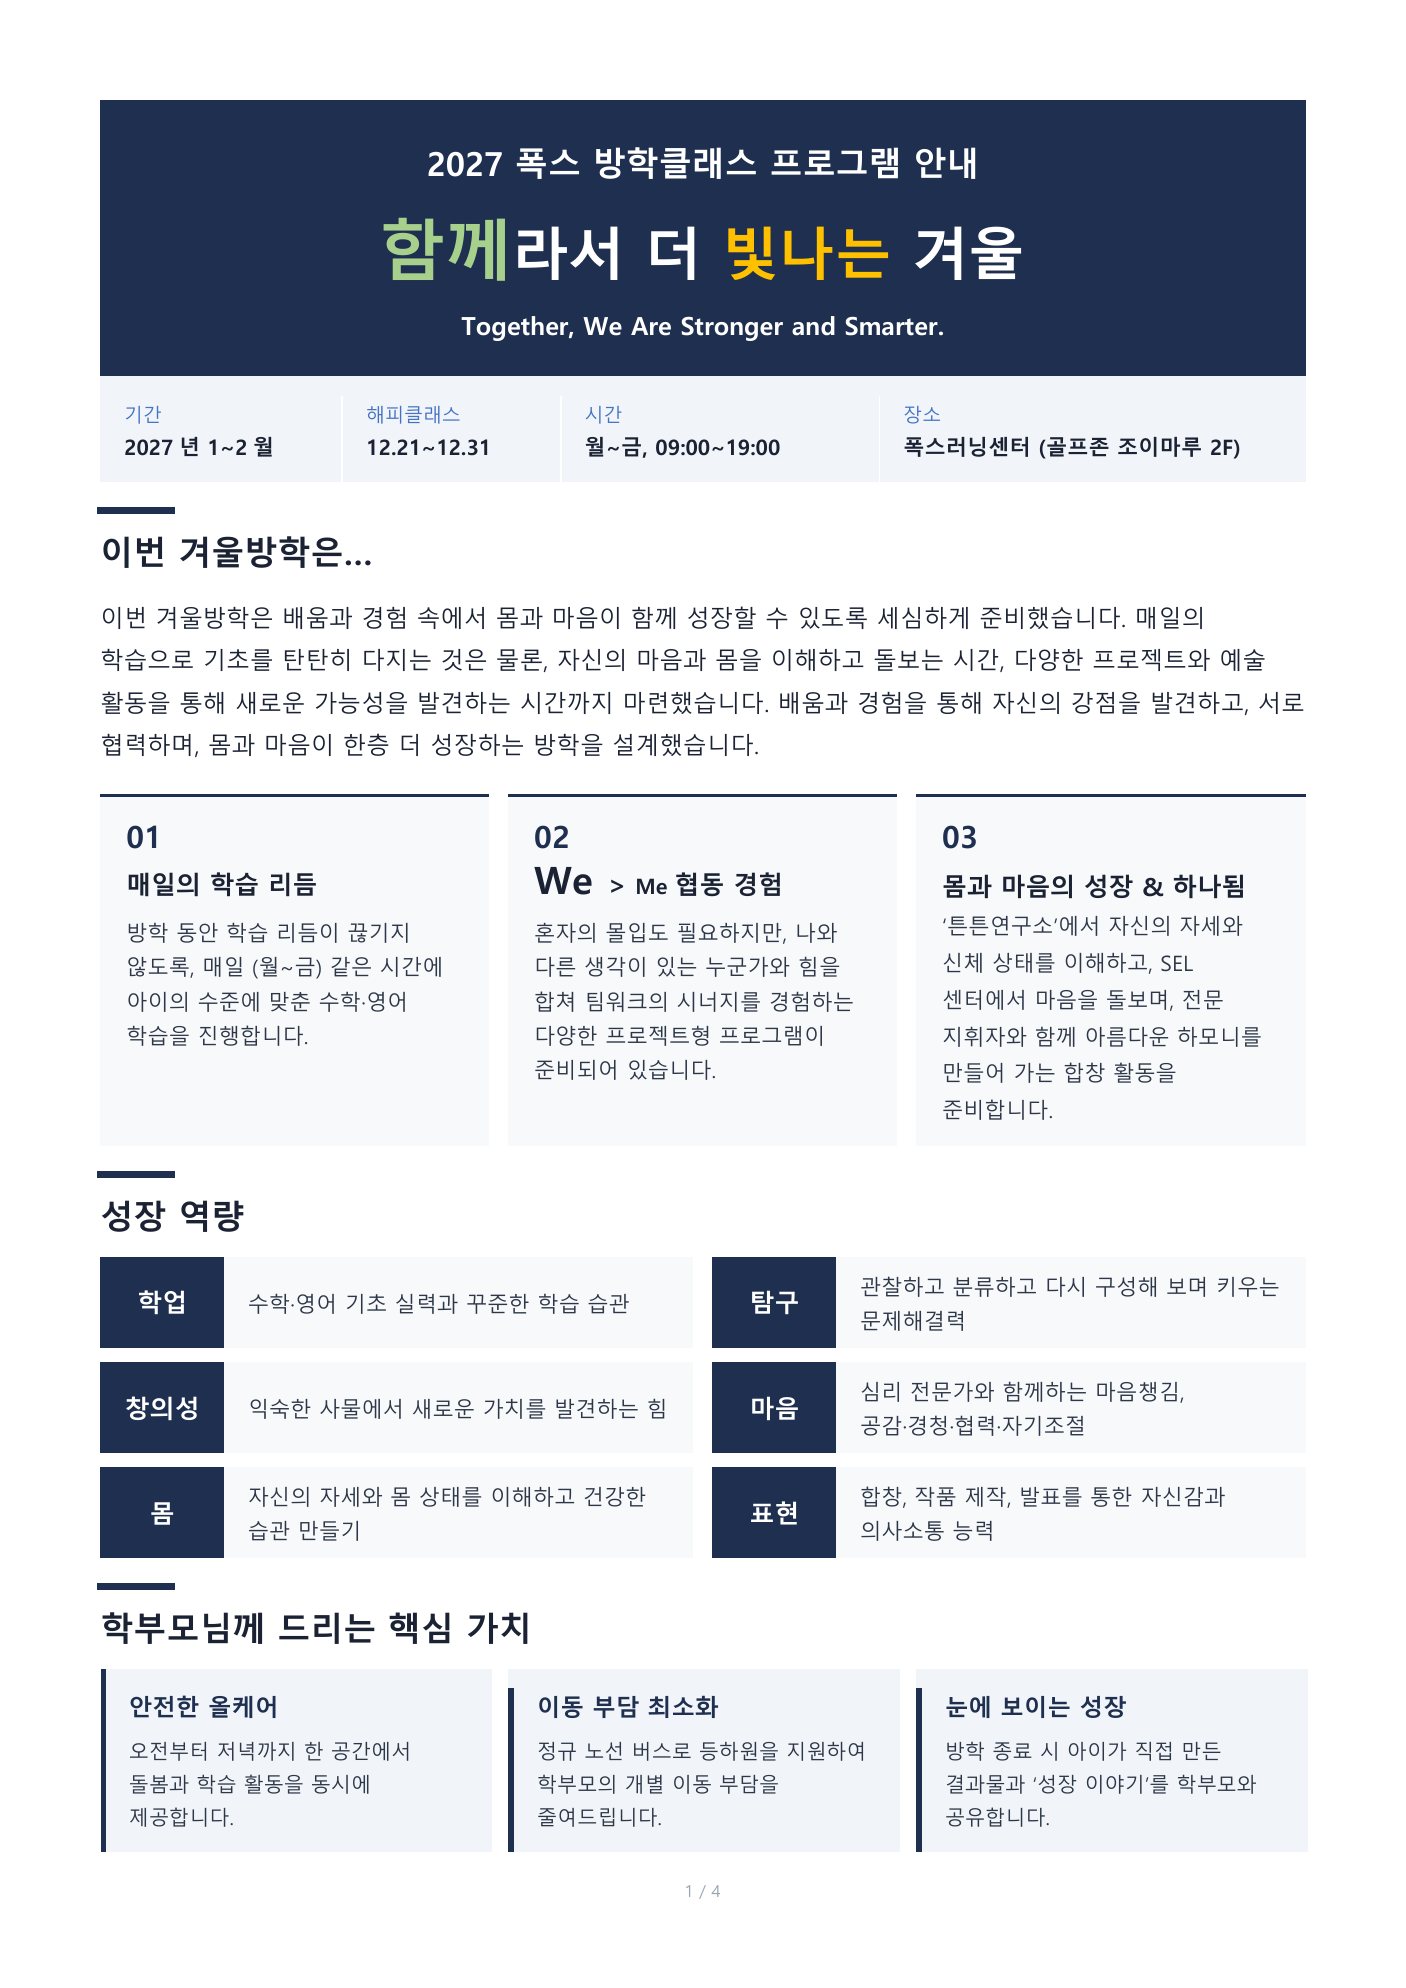 2027 폭스 방학클래스 프로그램 안내
함께라서 더 빛나는 겨울
Together, We Are Stronger and Smarter.
기간
2027 년 1~2 월
해피클래스
12.21~12.31
시간
월~금, 09:00~19:00
장소
폭스러닝센터 (골프존 조이마루 2F)
이번 겨울방학은...
이번 겨울방학은 배움과 경험 속에서 몸과 마음이 함께 성장할 수 있도록 세심하게 준비했습니다. 매일의
학습으로 기초를 탄탄히 다지는 것은 물론, 자신의 마음과 몸을 이해하고 돌보는 시간, 다양한 프로젝트와 예술
활동을 통해 새로운 가능성을 발견하는 시간까지 마련했습니다. 배움과 경험을 통해 자신의 강점을 발견하고, 서로
협력하며, 몸과 마음이 한층 더 성장하는 방학을 설계했습니다.
01
매일의 학습 리듬
방학 동안 학습 리듬이 끊기지
않도록, 매일 (월~금) 같은 시간에
아이의 수준에 맞춘 수학·영어
학습을 진행합니다.
02
We > Me 협동 경험
혼자의 몰입도 필요하지만, 나와
다른 생각이 있는 누군가와 힘을
합쳐 팀워크의 시너지를 경험하는
다양한 프로젝트형 프로그램이
준비되어 있습니다.
03
몸과 마음의 성장 & 하나됨
‘튼튼연구소’에서 자신의 자세와
신체 상태를 이해하고, SEL
센터에서 마음을 돌보며, 전문
지휘자와 함께 아름다운 하모니를
만들어 가는 합창 활동을
준비합니다.
성장 역량
학업
수학·영어 기초 실력과 꾸준한 학습 습관
탐구
관찰하고 분류하고 다시 구성해 보며 키우는
문제해결력
창의성
익숙한 사물에서 새로운 가치를 발견하는 힘
마음
심리 전문가와 함께하는 마음챙김,
공감·경청·협력·자기조절
몸
자신의 자세와 몸 상태를 이해하고 건강한
습관 만들기
표현
합창, 작품 제작, 발표를 통한 자신감과
의사소통 능력
학부모님께 드리는 핵심 가치
안전한 올케어
오전부터 저녁까지 한 공간에서
돌봄과 학습 활동을 동시에
제공합니다.
이동 부담 최소화
정규 노선 버스로 등하원을 지원하여
학부모의 개별 이동 부담을
줄여드립니다.
눈에 보이는 성장
방학 종료 시 아이가 직접 만든
결과물과 ‘성장 이야기’를 학부모와
공유합니다.
1 / 4